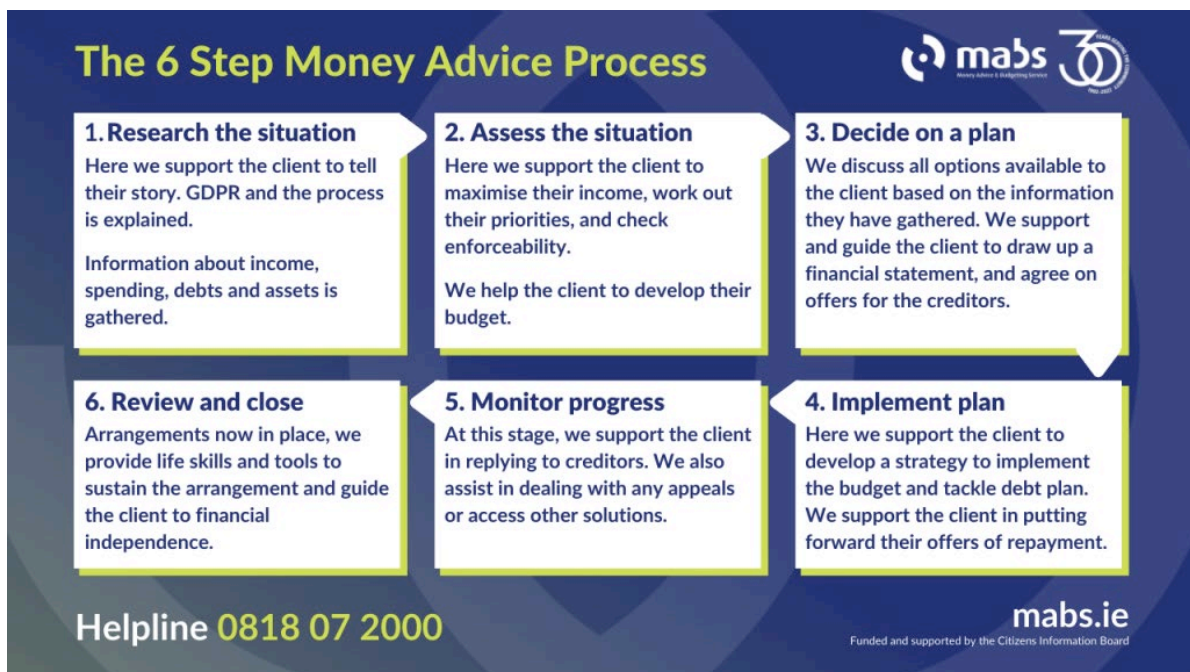 The 6 Step Money Advice Process
mabs
Money Advice & Budgeting Service
30
1. Research the situation
Here we support the client to tell
their story. GDPR and the process
is explained.
Information about income,
spending, debts and assets is
gathered.
2. Assess the situation
Here we support the client to
maximise their income, work out
their priorities, and check
enforceability.
We help the client to develop their
budget.
3. Decide on a plan
We discuss all options available to
the client based on the information
they have gathered. We support
and guide the client to draw up a
financial statement, and agree on
offers for the creditors.
4. Implement plan
Here we support the client to
develop a strategy to implement
the budget and tackle debt plan.
We support the client in putting
forward their offers of repayment.
5. Monitor progress
At this stage, we support the client
in replying to creditors. We also
assist in dealing with any appeals
or access other solutions.
6. Review and close
Arrangements now in place, we
provide life skills and tools to
sustain the arrangement and guide
the client to financial
independence.
Helpline 0818 07 2000
mabs.ie
Funded and supported by the Citizens Information Board